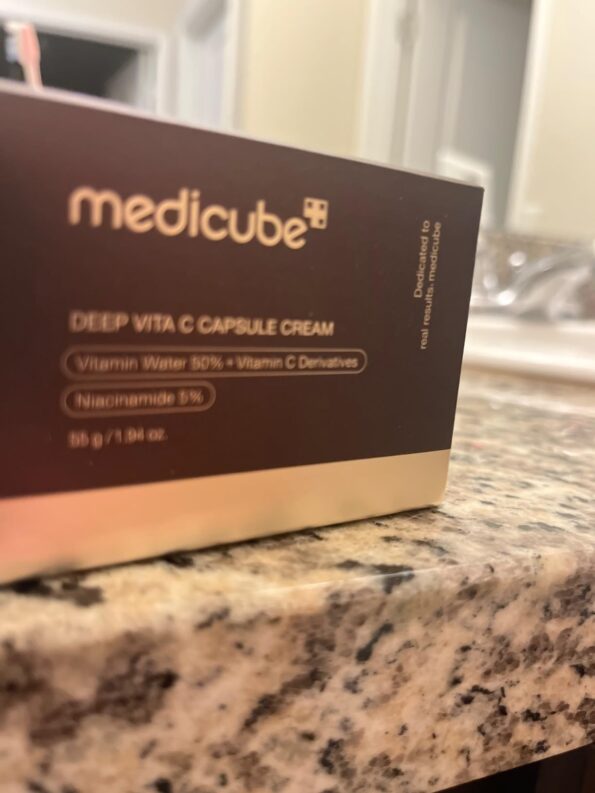 medicube
DEEP VITA C CAPSULE CREAM
Vitamin Water 50% + Vitamin C Derivatives
Niacinamide 5%
55 g / 1.94 oz.
Dedicated to
real results. medicube